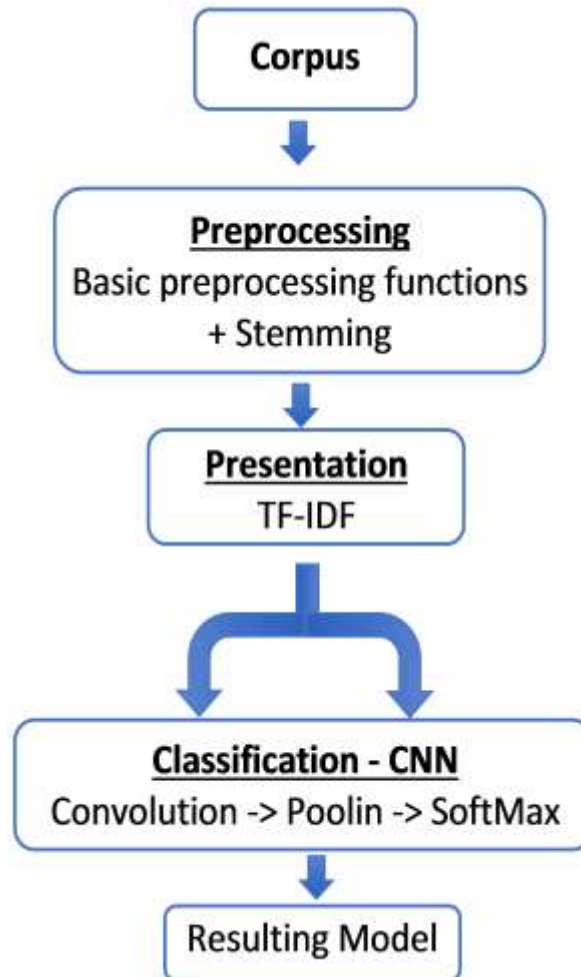 Corpus
Preprocessing
Basic preprocessing functions
+ Stemming
Presentation
TF-IDF
Classification - CNN
Convolution -> Poolin -> SoftMax
Resulting Model